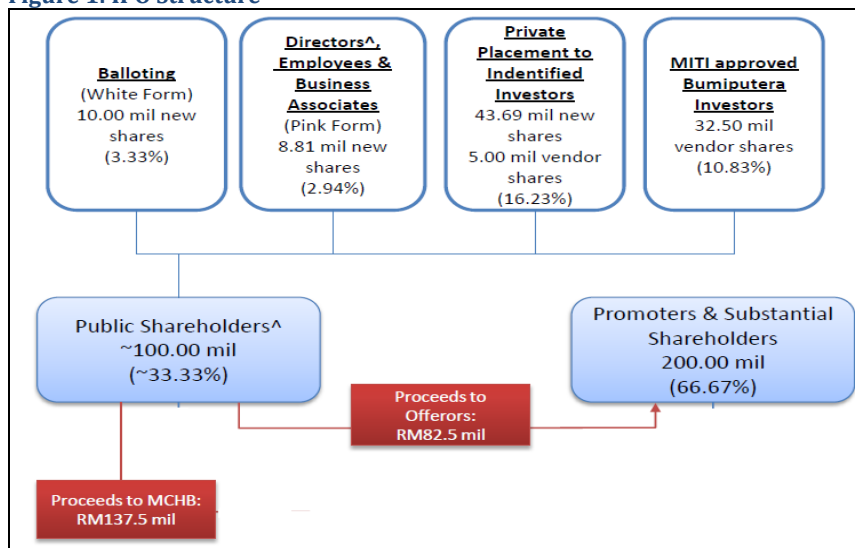 Figure 1: IPO Structure
Balloting
(White Form)
10.00 mil new
shares
(3.33%)
Directors^,
Employees &
Business
Associates
(Pink Form)
8.81 mil new
shares
(2.94%)
Private
Placement to
Indentified
Investors
43.69 mil new
shares
5.00 mil vendor
shares
(16.23%)
MITI approved
Bumiputera
Investors
32.50 mil
vendor shares
(10.83%)
Public Shareholders^
~100.00 mil
(~33.33%)
Promoters & Substantial
Shareholders
200.00 mil
(66.67%)
Proceeds to
Offerors:
RM82.5 mil
Proceeds to MCHB:
RM137.5 mil